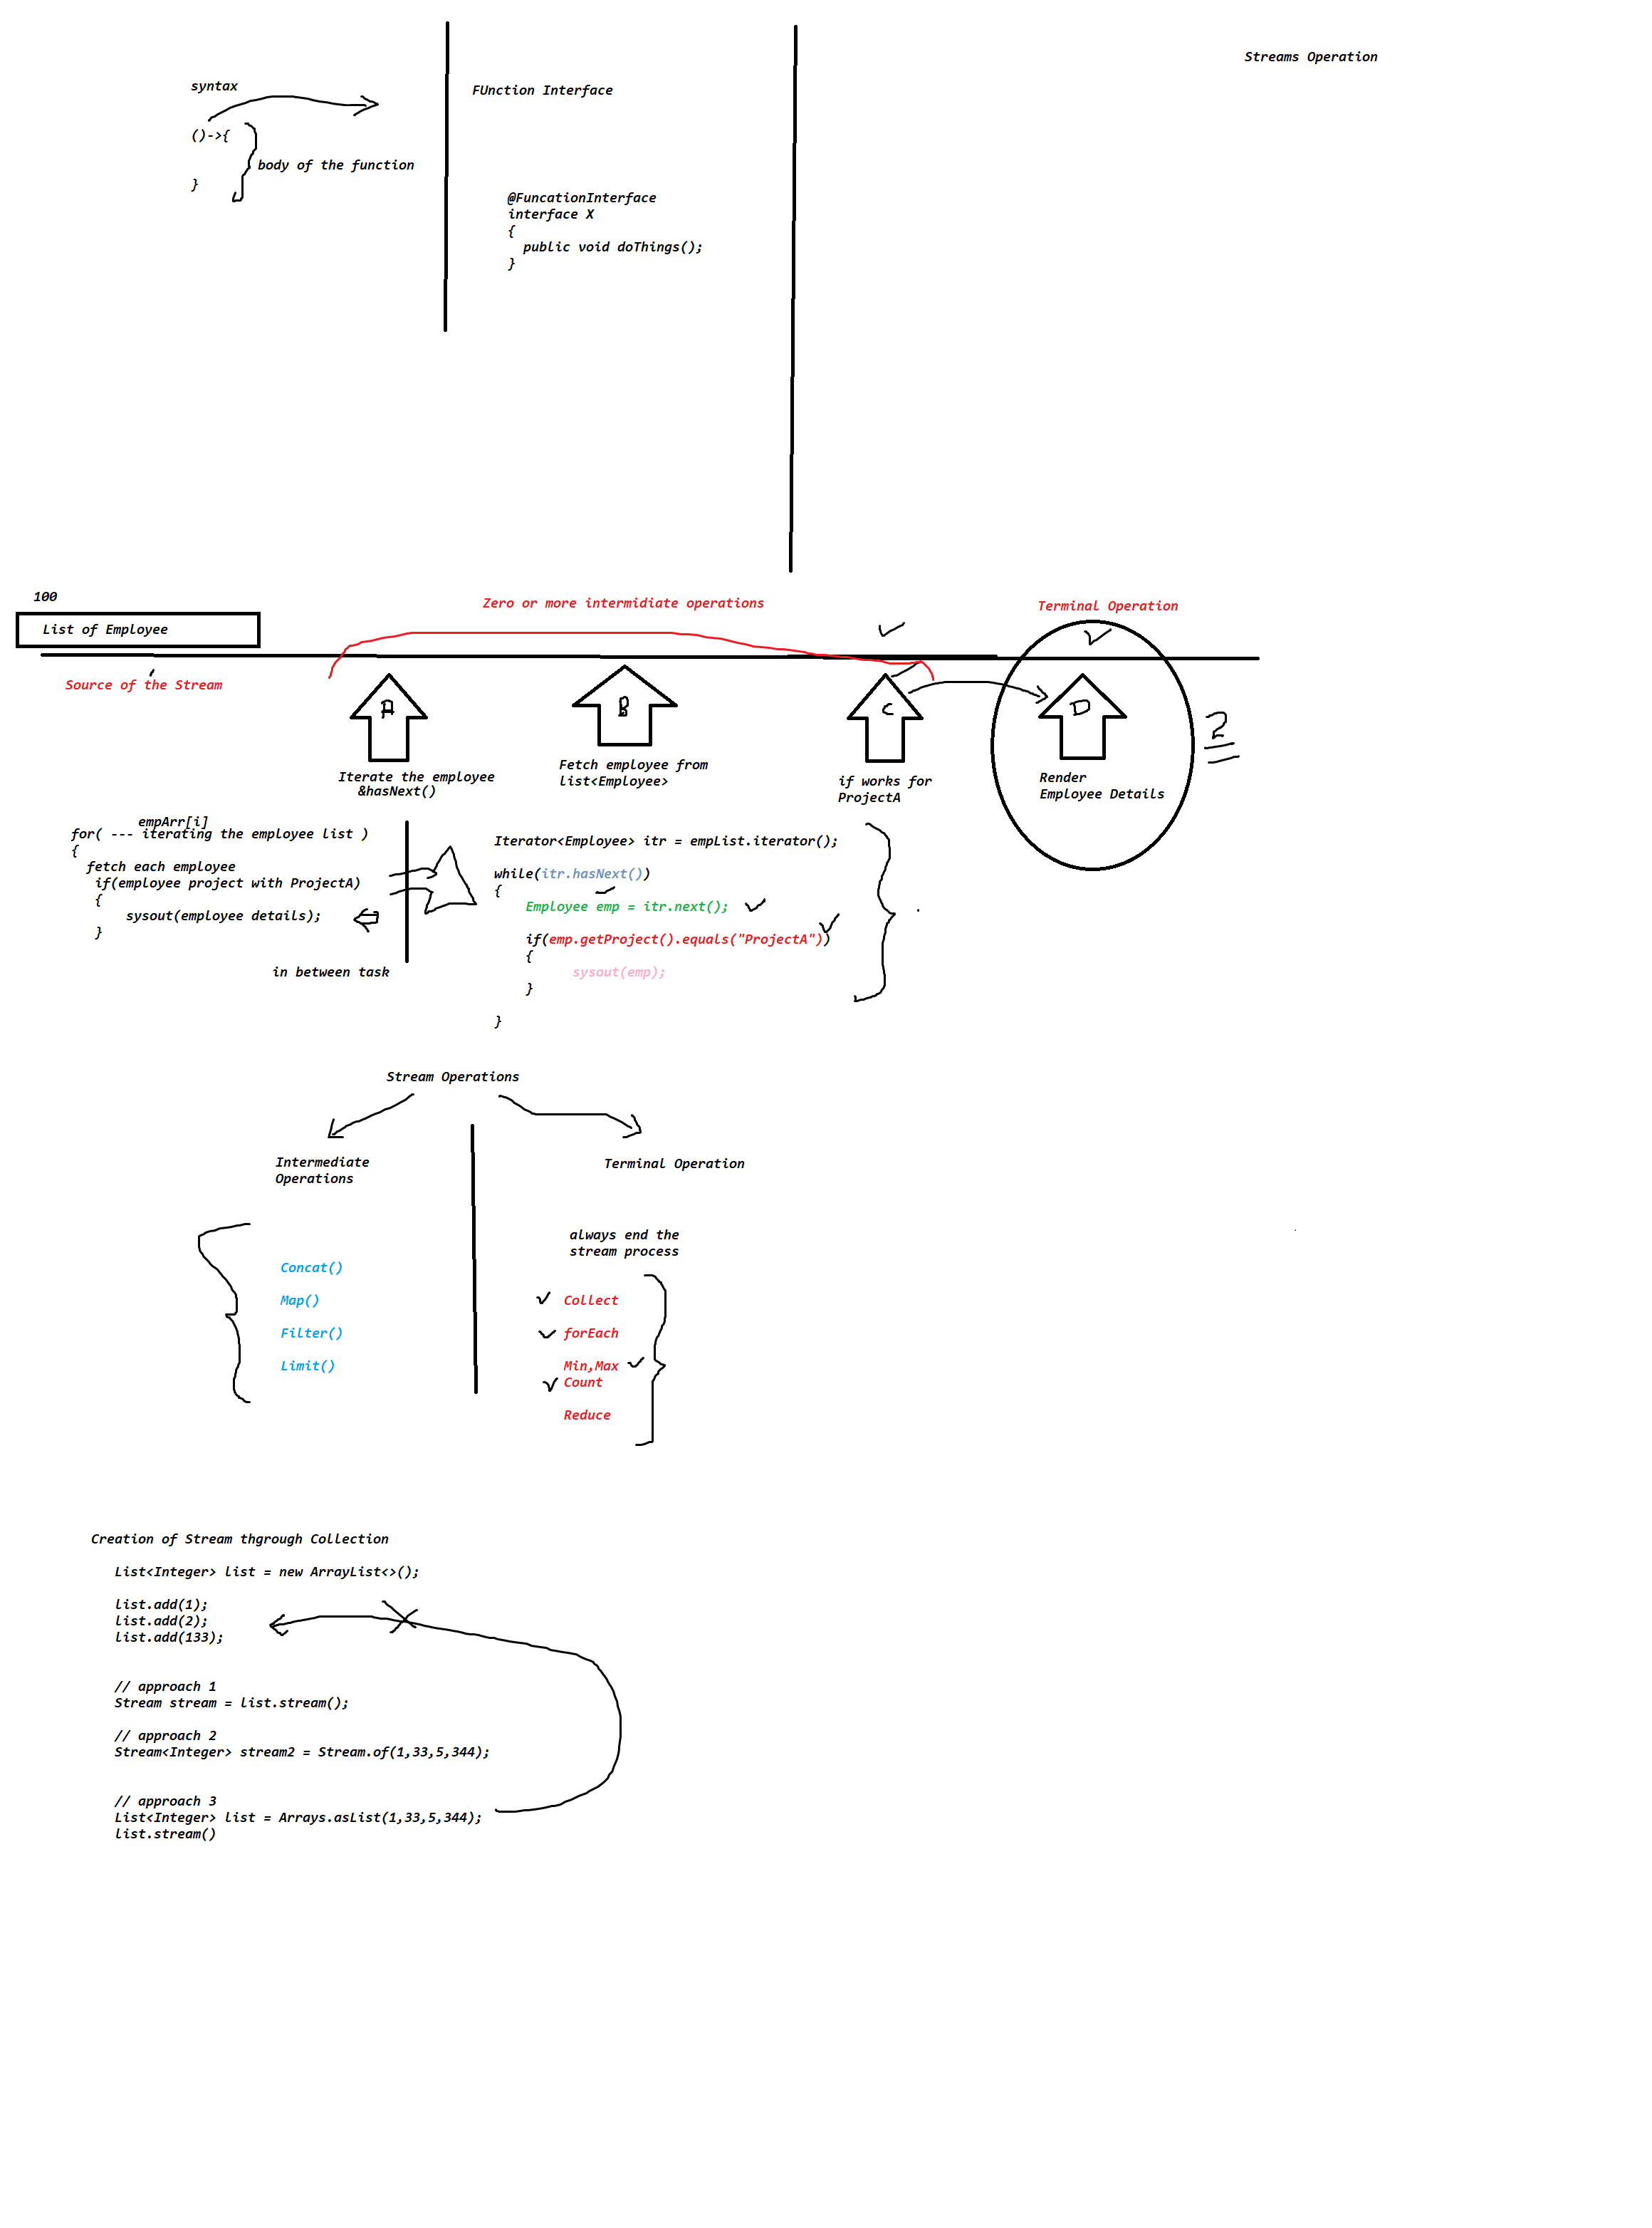 Streams Operation
syntax
()->{
body of the function
}
FUnction Interface
@FuncationInterface
interface X
{
public void doThings();
}
100
List of Employee
Source of the Stream
Zero or more intermidiate operations
Terminal Operation
A
B
C
D
2
Iterate the employee
&hasNext()
Fetch employee from
list<Employee>
if works for
ProjectA
Render
Employee Details
empArr[i]
for( --- iterating the employee list )
{
fetch each employee
if(employee project with ProjectA)
{
sysout(employee details);
}
in between task
Iterator<Employee> itr = empList.iterator();
while(itr.hasNext())
{
Employee emp = itr.next();
if(emp.getProject().equals("ProjectA"))
{
sysout(emp);
}
}
Stream Operations
Intermediate
Operations
Concat()
Map()
Filter()
Limit()
Terminal Operation
always end the
stream process
Collect
forEach
Min,Max
Count
Reduce
Creation of Stream thgrough Collection
List<Integer> list = new ArrayList<>();
list.add(1);
list.add(2);
list.add(133);
// approach 1
Stream stream = list.stream();
// approach 2
Stream<Integer> stream2 = Stream.of(1,33,5,344);
// approach 3
List<Integer> list = Arrays.asList(1,33,5,344);
list.stream()